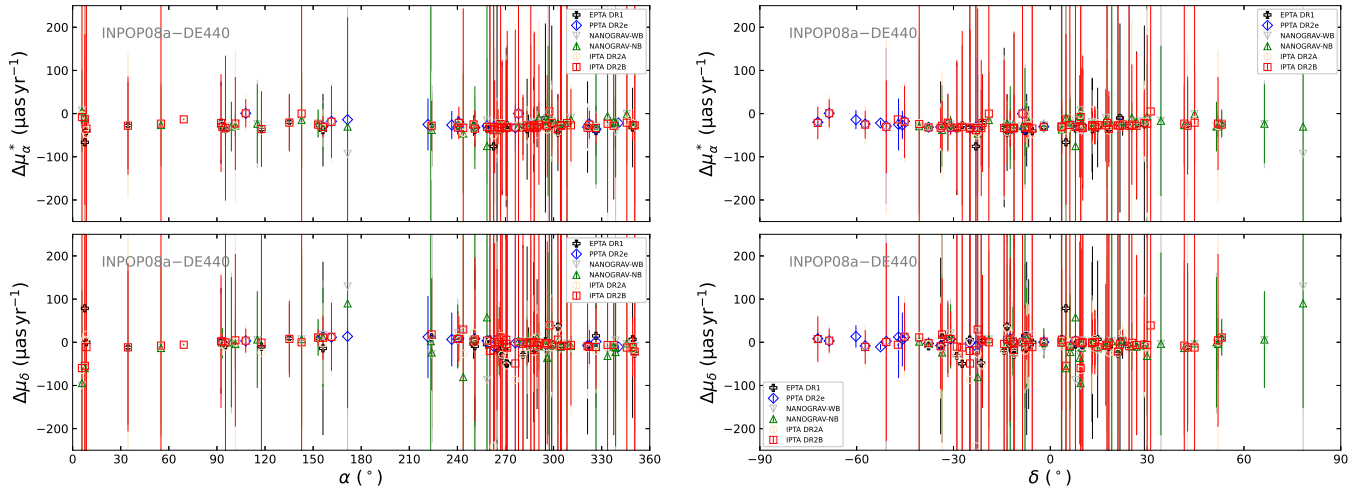 INPOP08a−DE440
EPTA DR1
PPTA DR2e
NANOGRAV-WB
NANOGRAV-NB
IPTA DR2A
IPTA DR2B
Δμ*α (μas yr−1)
200
100
0
−100
−200
INPOP08a−DE440
EPTA DR1
PPTA DR2e
NANOGRAV-WB
NANOGRAV-NB
IPTA DR2A
IPTA DR2B
Δμ*α (μas yr−1)
200
100
0
−100
−200
INPOP08a−DE440
EPTA DR1
PPTA DR2e
NANOGRAV-WB
NANOGRAV-NB
IPTA DR2A
IPTA DR2B
Δμδ (μas yr−1)
200
100
0
−100
−200
0 30 60 90 120 150 180 210 240 270 300 330 360
α (°)
INPOP08a−DE440
EPTA DR1
PPTA DR2e
NANOGRAV-WB
NANOGRAV-NB
IPTA DR2A
IPTA DR2B
Δμδ (μas yr−1)
200
100
0
−100
−200
−90 −60 −30 0 30 60 90
δ (°)